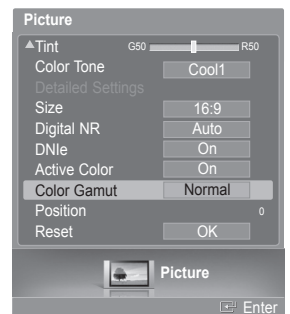 Picture
▲Tint G50 R50
Color Tone Cool1
Detailed Settings
Size 16:9
Digital NR Auto
DNIe On
Active Color On
Color Gamut Normal
Position 0
Reset OK
Picture
Enter